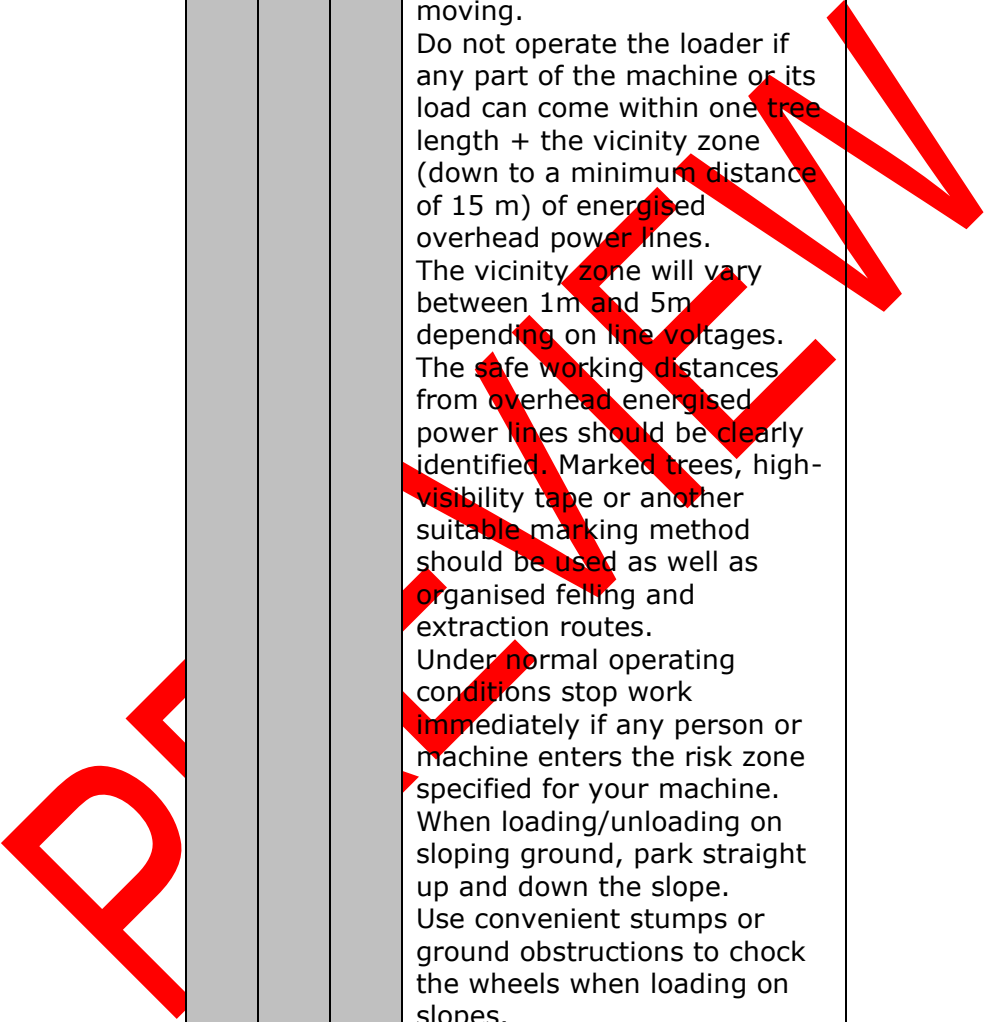 moving.
Do not operate the loader if
any part of the machine or its
load can come within one tree
length + the vicinity zone
(down to a minimum distance
of 15 m) of energised
overhead power lines.
The vicinity zone will vary
between 1m and 5m
depending on line voltages.
The safe working distances
from overhead energised
power lines should be clearly
identified. Marked trees, high-
visibility tape or another
suitable marking method
should be used as well as
organised felling and
extraction routes.
Under normal operating
conditions stop work
immediately if any person or
machine enters the risk zone
specified for your machine.
When loading/unloading on
sloping ground, park straight
up and down the slope.
Use convenient stumps or
ground obstructions to chock
the wheels when loading on
slopes.
PREVIEW